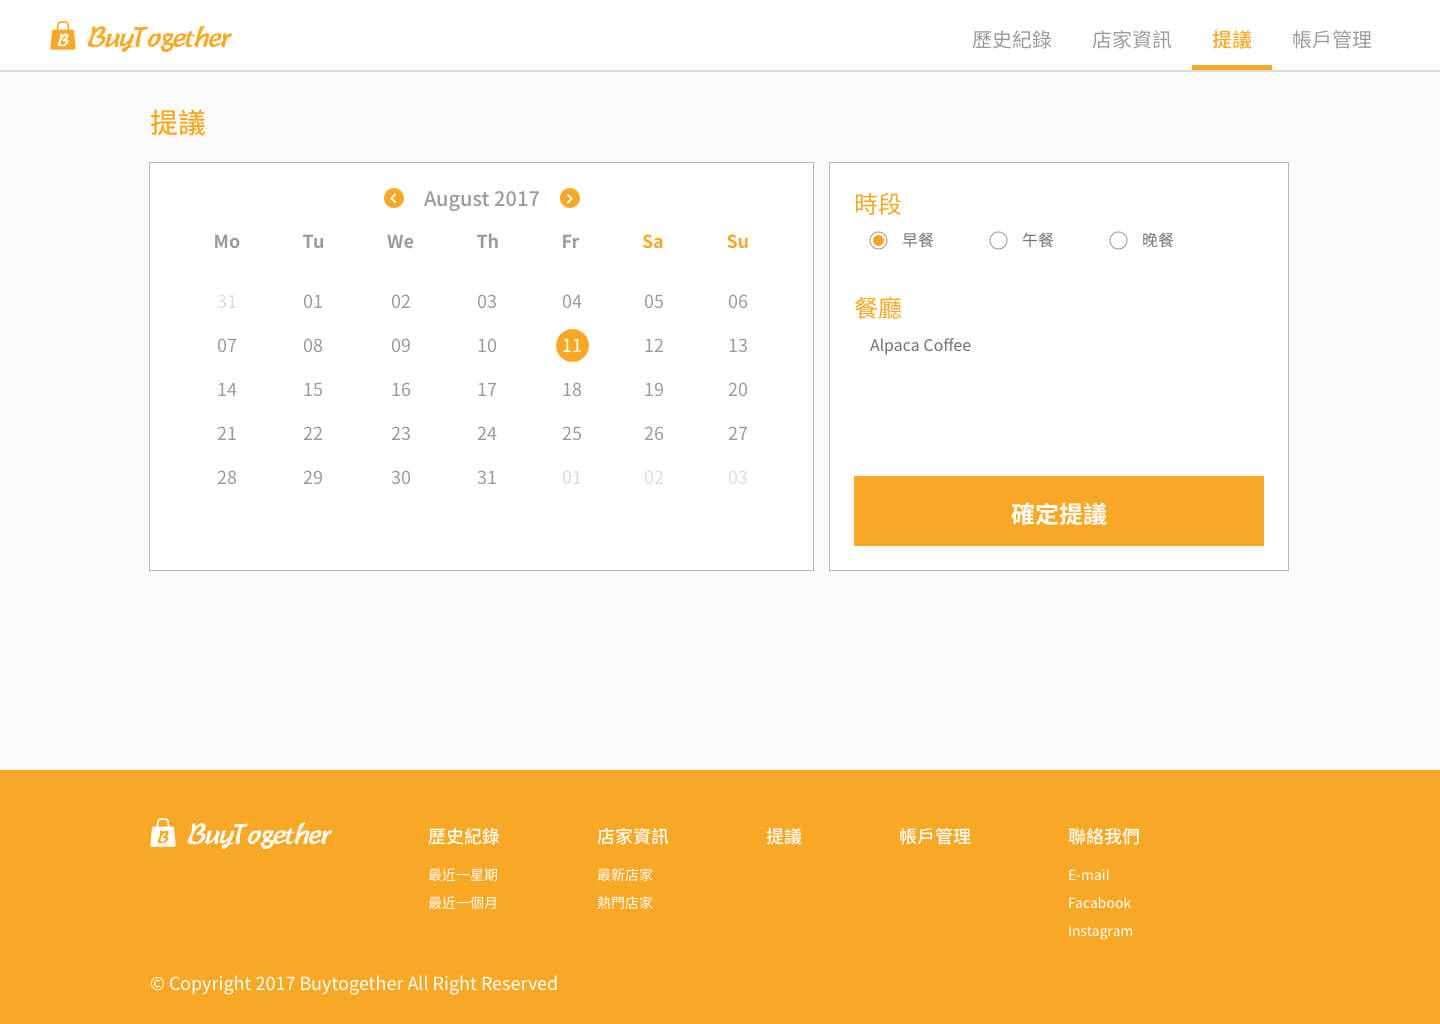 BuyTogether
歷史紀錄 店家資訊 提議 帳戶管理
提議
August 2017
Mo Tu We Th Fr Sa Su
31 01 02 03 04 05 06
07 08 09 10 11 12 13
14 15 16 17 18 19 20
21 22 23 24 25 26 27
28 29 30 31 01 02 03
時段
早餐 午餐 晚餐
餐廳
Alpaca Coffee
確定提議
BuyTogether
歷史紀錄
最近一星期
最近一個月
店家資訊
最新店家
熱門店家
提議
帳戶管理
聯絡我們
E-mail
Facabook
Instagram
© Copyright 2017 Buytogether All Right Reserved